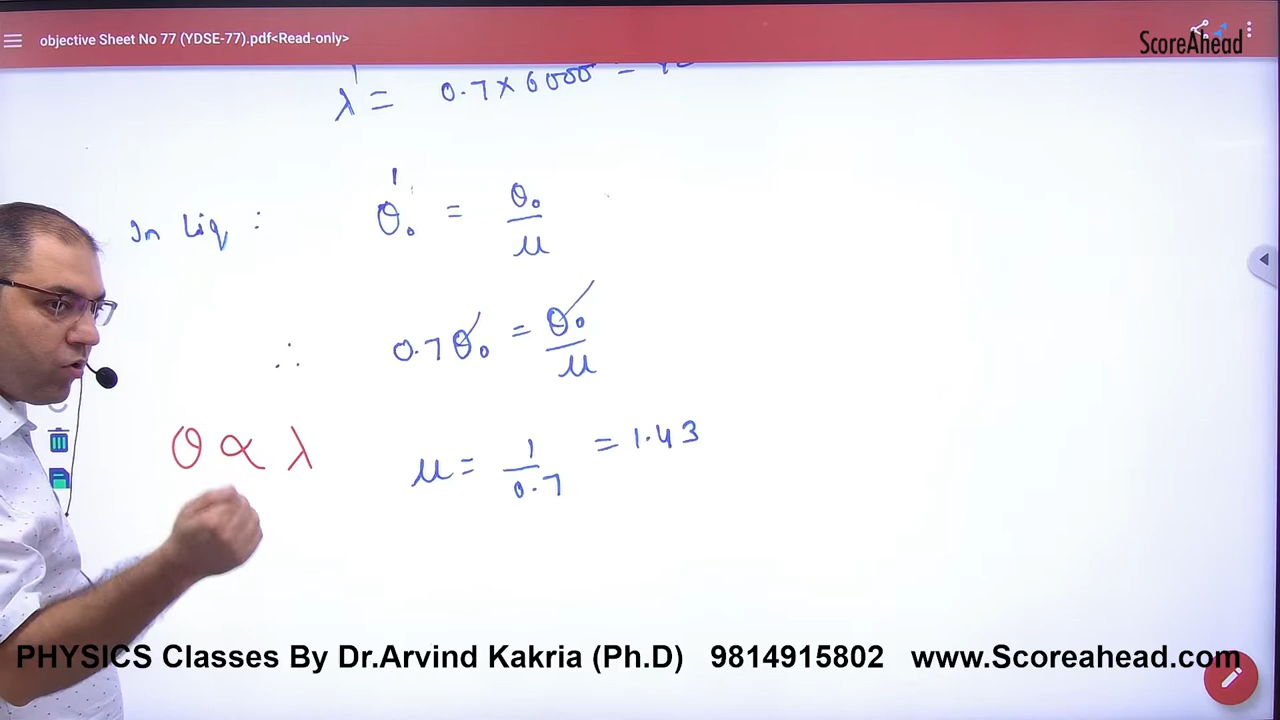 objective Sheet No 77 (YDSE-77).pdf<Read-only>
ScoreAhead
λ' = 0.7 × 6000 =
In Liq : θ₀' = θ₀/μ
∴ 0.7 θ₀ = θ₀/μ
θ ∝ λ
μ = 1/0.7 = 1.43
PHYSICS Classes By Dr.Arvind Kakria (Ph.D) 9814915802 www.Scoreahead.com